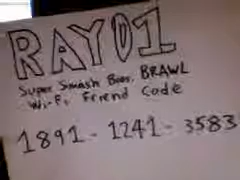 RAY01
Super Smash Bros. BRAWL
Wi-Fi Friend Code
1891 - 1241 - 3583